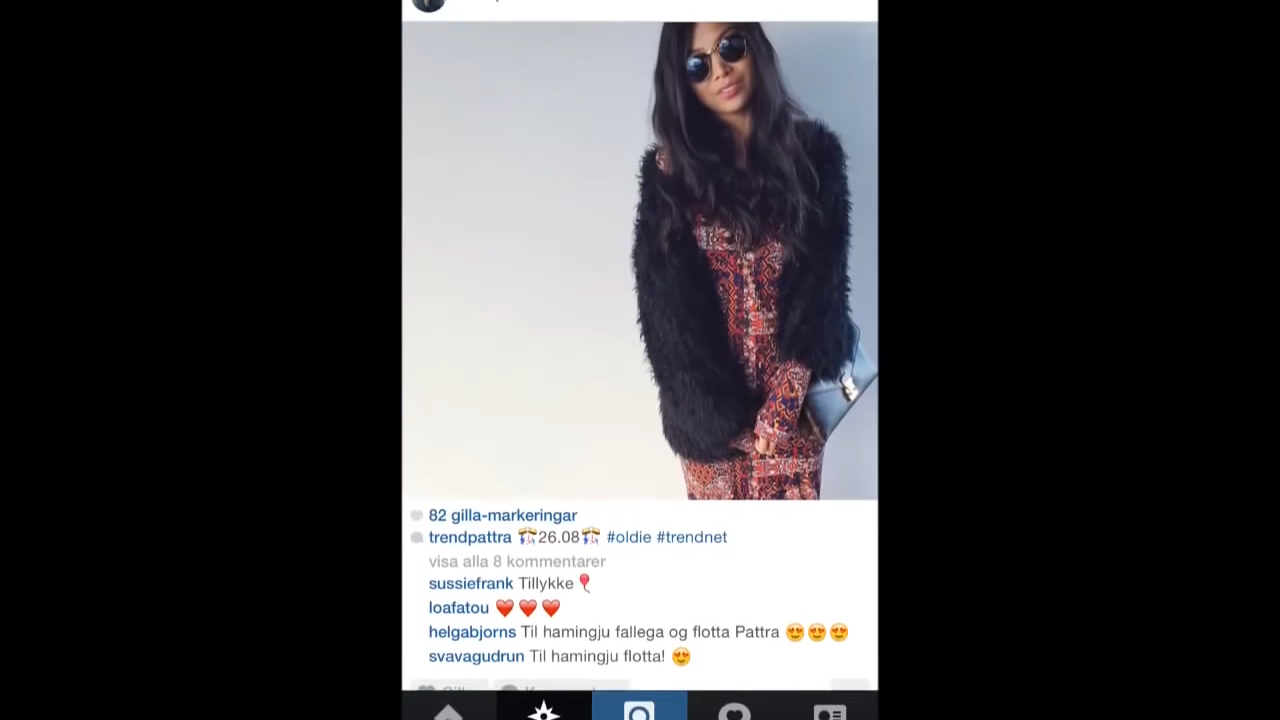 82 gilla-markeringar
trendpattra 🎊26.08🎊 #oldie #trendnet
visa alla 8 kommentarer
sussiefrank Tillykke🎈
loafatou ❤️ ❤️ ❤️
helgabjorns Til hamingju fallega og flotta Pattra 😍😍😍
svavagudrun Til hamingju flotta! 😍